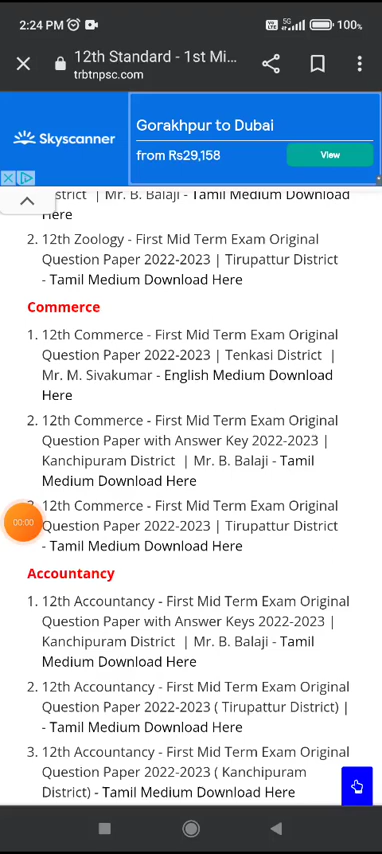 2:24 PM 5G 100%
12th Standard - 1st Mi...
trbtnpsc.com
Skyscanner
Gorakhpur to Dubai
from Rs29,158
View
District | Mr. B. Balaji - Tamil Medium Download
Here
2. 12th Zoology - First Mid Term Exam Original
Question Paper 2022-2023 | Tirupattur District
- Tamil Medium Download Here
Commerce
1. 12th Commerce - First Mid Term Exam Original
Question Paper 2022-2023 | Tenkasi District |
Mr. M. Sivakumar - English Medium Download
Here
2. 12th Commerce - First Mid Term Exam Original
Question Paper with Answer Key 2022-2023 |
Kanchipuram District | Mr. B. Balaji - Tamil
Medium Download Here
3. 12th Commerce - First Mid Term Exam Original
00:00
Question Paper 2022-2023 | Tirupattur District
- Tamil Medium Download Here
Accountancy
1. 12th Accountancy - First Mid Term Exam Original
Question Paper with Answer Keys 2022-2023 |
Kanchipuram District | Mr. B. Balaji - Tamil
Medium Download Here
2. 12th Accountancy - First Mid Term Exam Original
Question Paper 2022-2023 ( Tirupattur District) |
- Tamil Medium Download Here
3. 12th Accountancy - First Mid Term Exam Original
Question Paper 2022-2023 ( Kanchipuram
District) - Tamil Medium Download Here